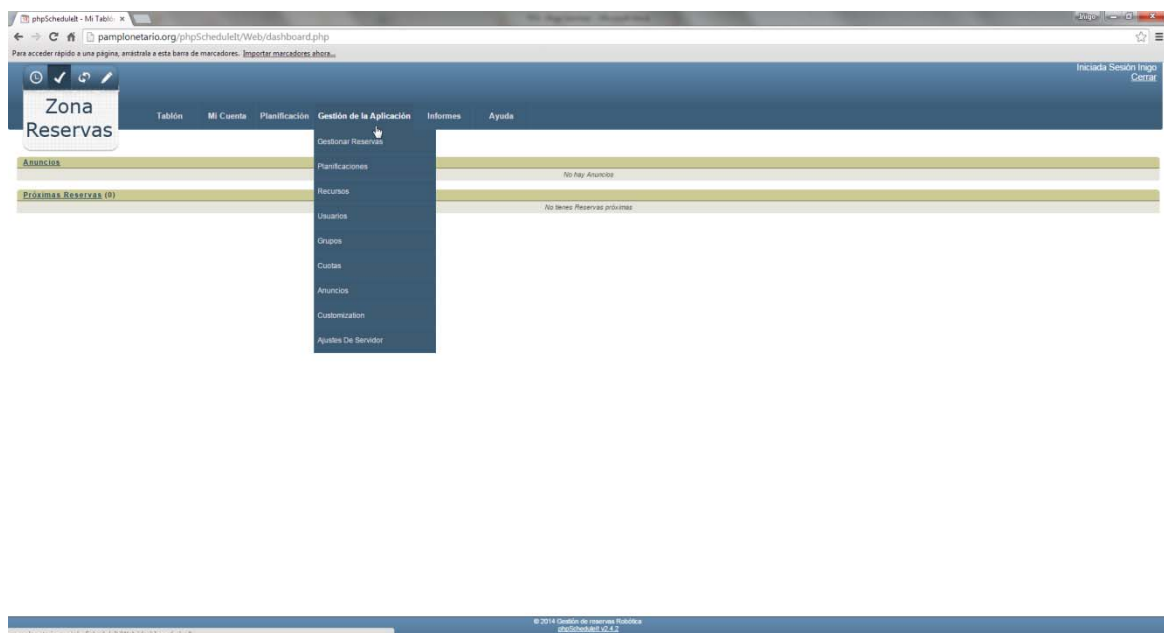 phpScheduleIt - Mi Tabló
Inigo
pamplonetario.org/phpScheduleIt/Web/dashboard.php
Para acceder rápido a una página, arrástrala a esta barra de marcadores. Importar marcadores ahora...
Iniciada Sesión Inigo
Cerrar
Zona
Reservas
Tablón Mi Cuenta Planificación Gestión de la Aplicación Informes Ayuda
Gestionar Reservas
Planificaciones
Recursos
Usuarios
Grupos
Cuotas
Anuncios
Customization
Ajustes De Servidor
Anuncios
No hay Anuncios
Próximas Reservas (0)
No tienes Reservas próximas
© 2014 Gestión de reservas Robótica
phpScheduleIt v2.4.2